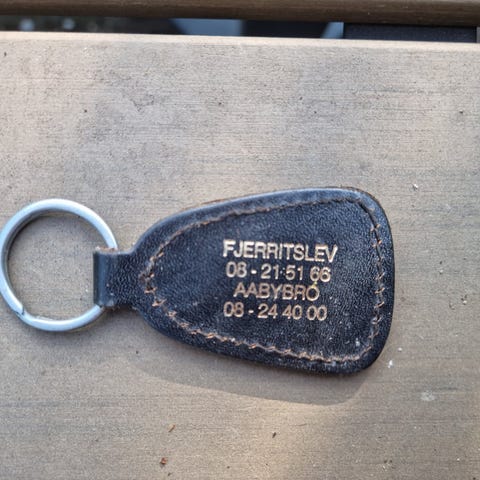 FJERRITSLEV
08 - 21 51 66
AABYBRO
08 - 24 40 00